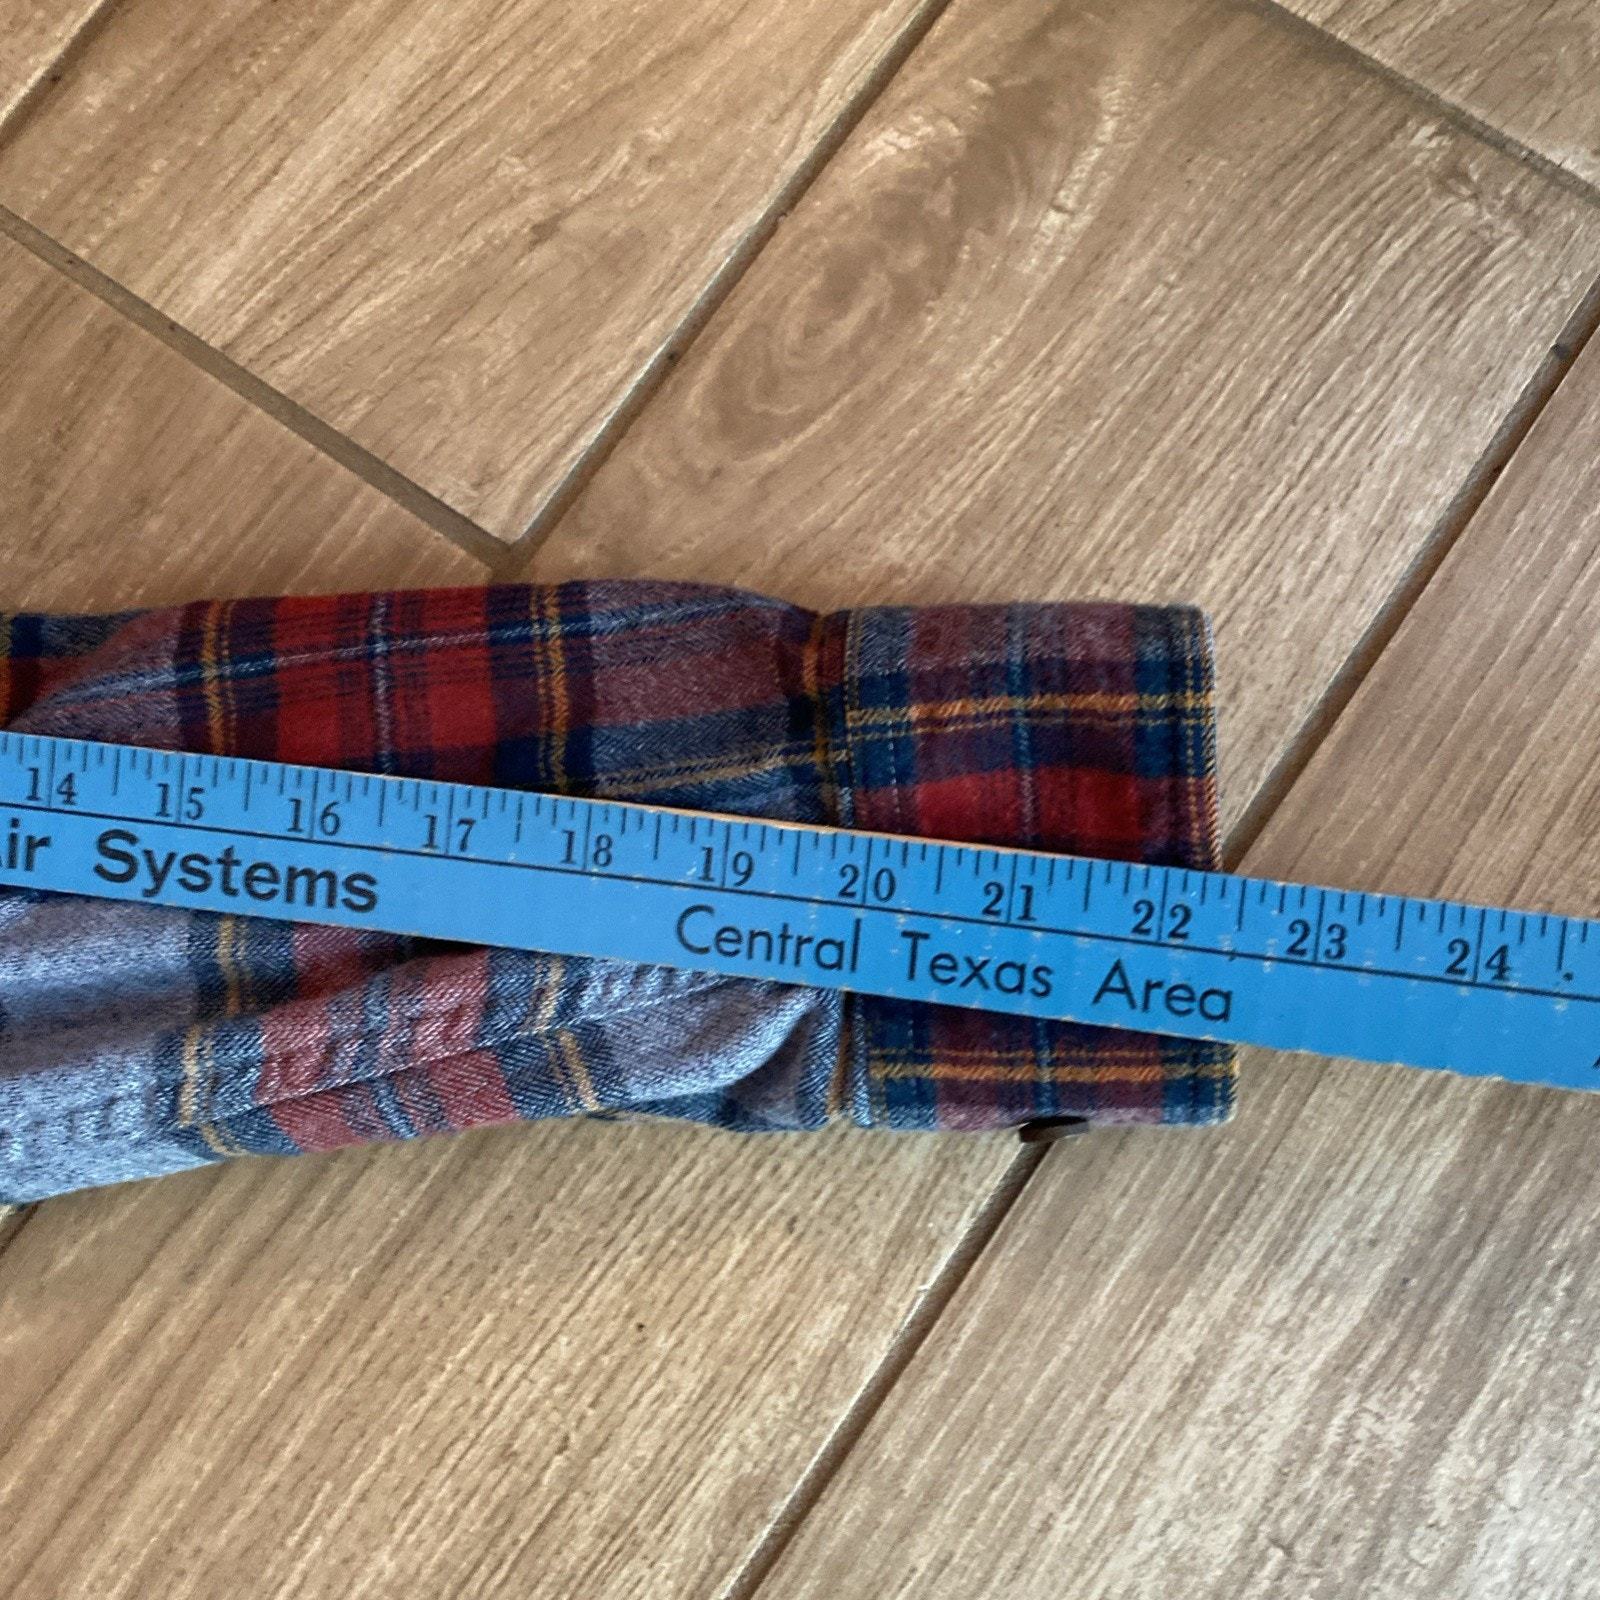 14 15 16 17 18 19 20 21 22 23 24
ir Systems Central Texas Area